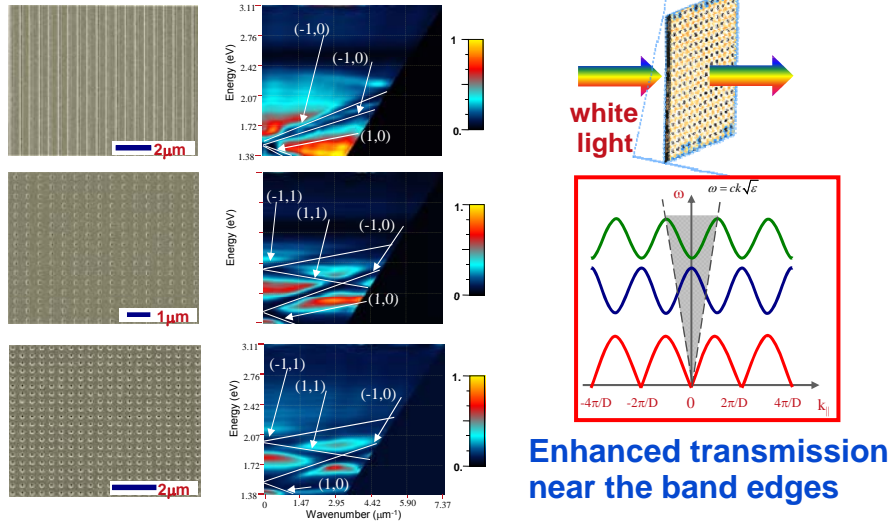 2μm
Energy (eV)
3.11
2.76
2.42
2.07
1.72
1.38
(-1,0)
(-1,0)
(1,0)
1.
0.
1μm
Energy (eV)
(-1,1)
(1,1)
(-1,0)
(1,0)
1.
0
2μm
Energy (eV)
3.11
2.76
2.42
2.07
1.72
1.38
(-1,1)
(1,1)
(-1,0)
(1,0)
0 1.47 2.95 4.42 5.90 7.37
Wavenumber (μm⁻¹)
1.
0.
white
light
ω = ck√ε
ω
-4π/D -2π/D 0 2π/D 4π/D
k||
Enhanced transmission
near the band edges